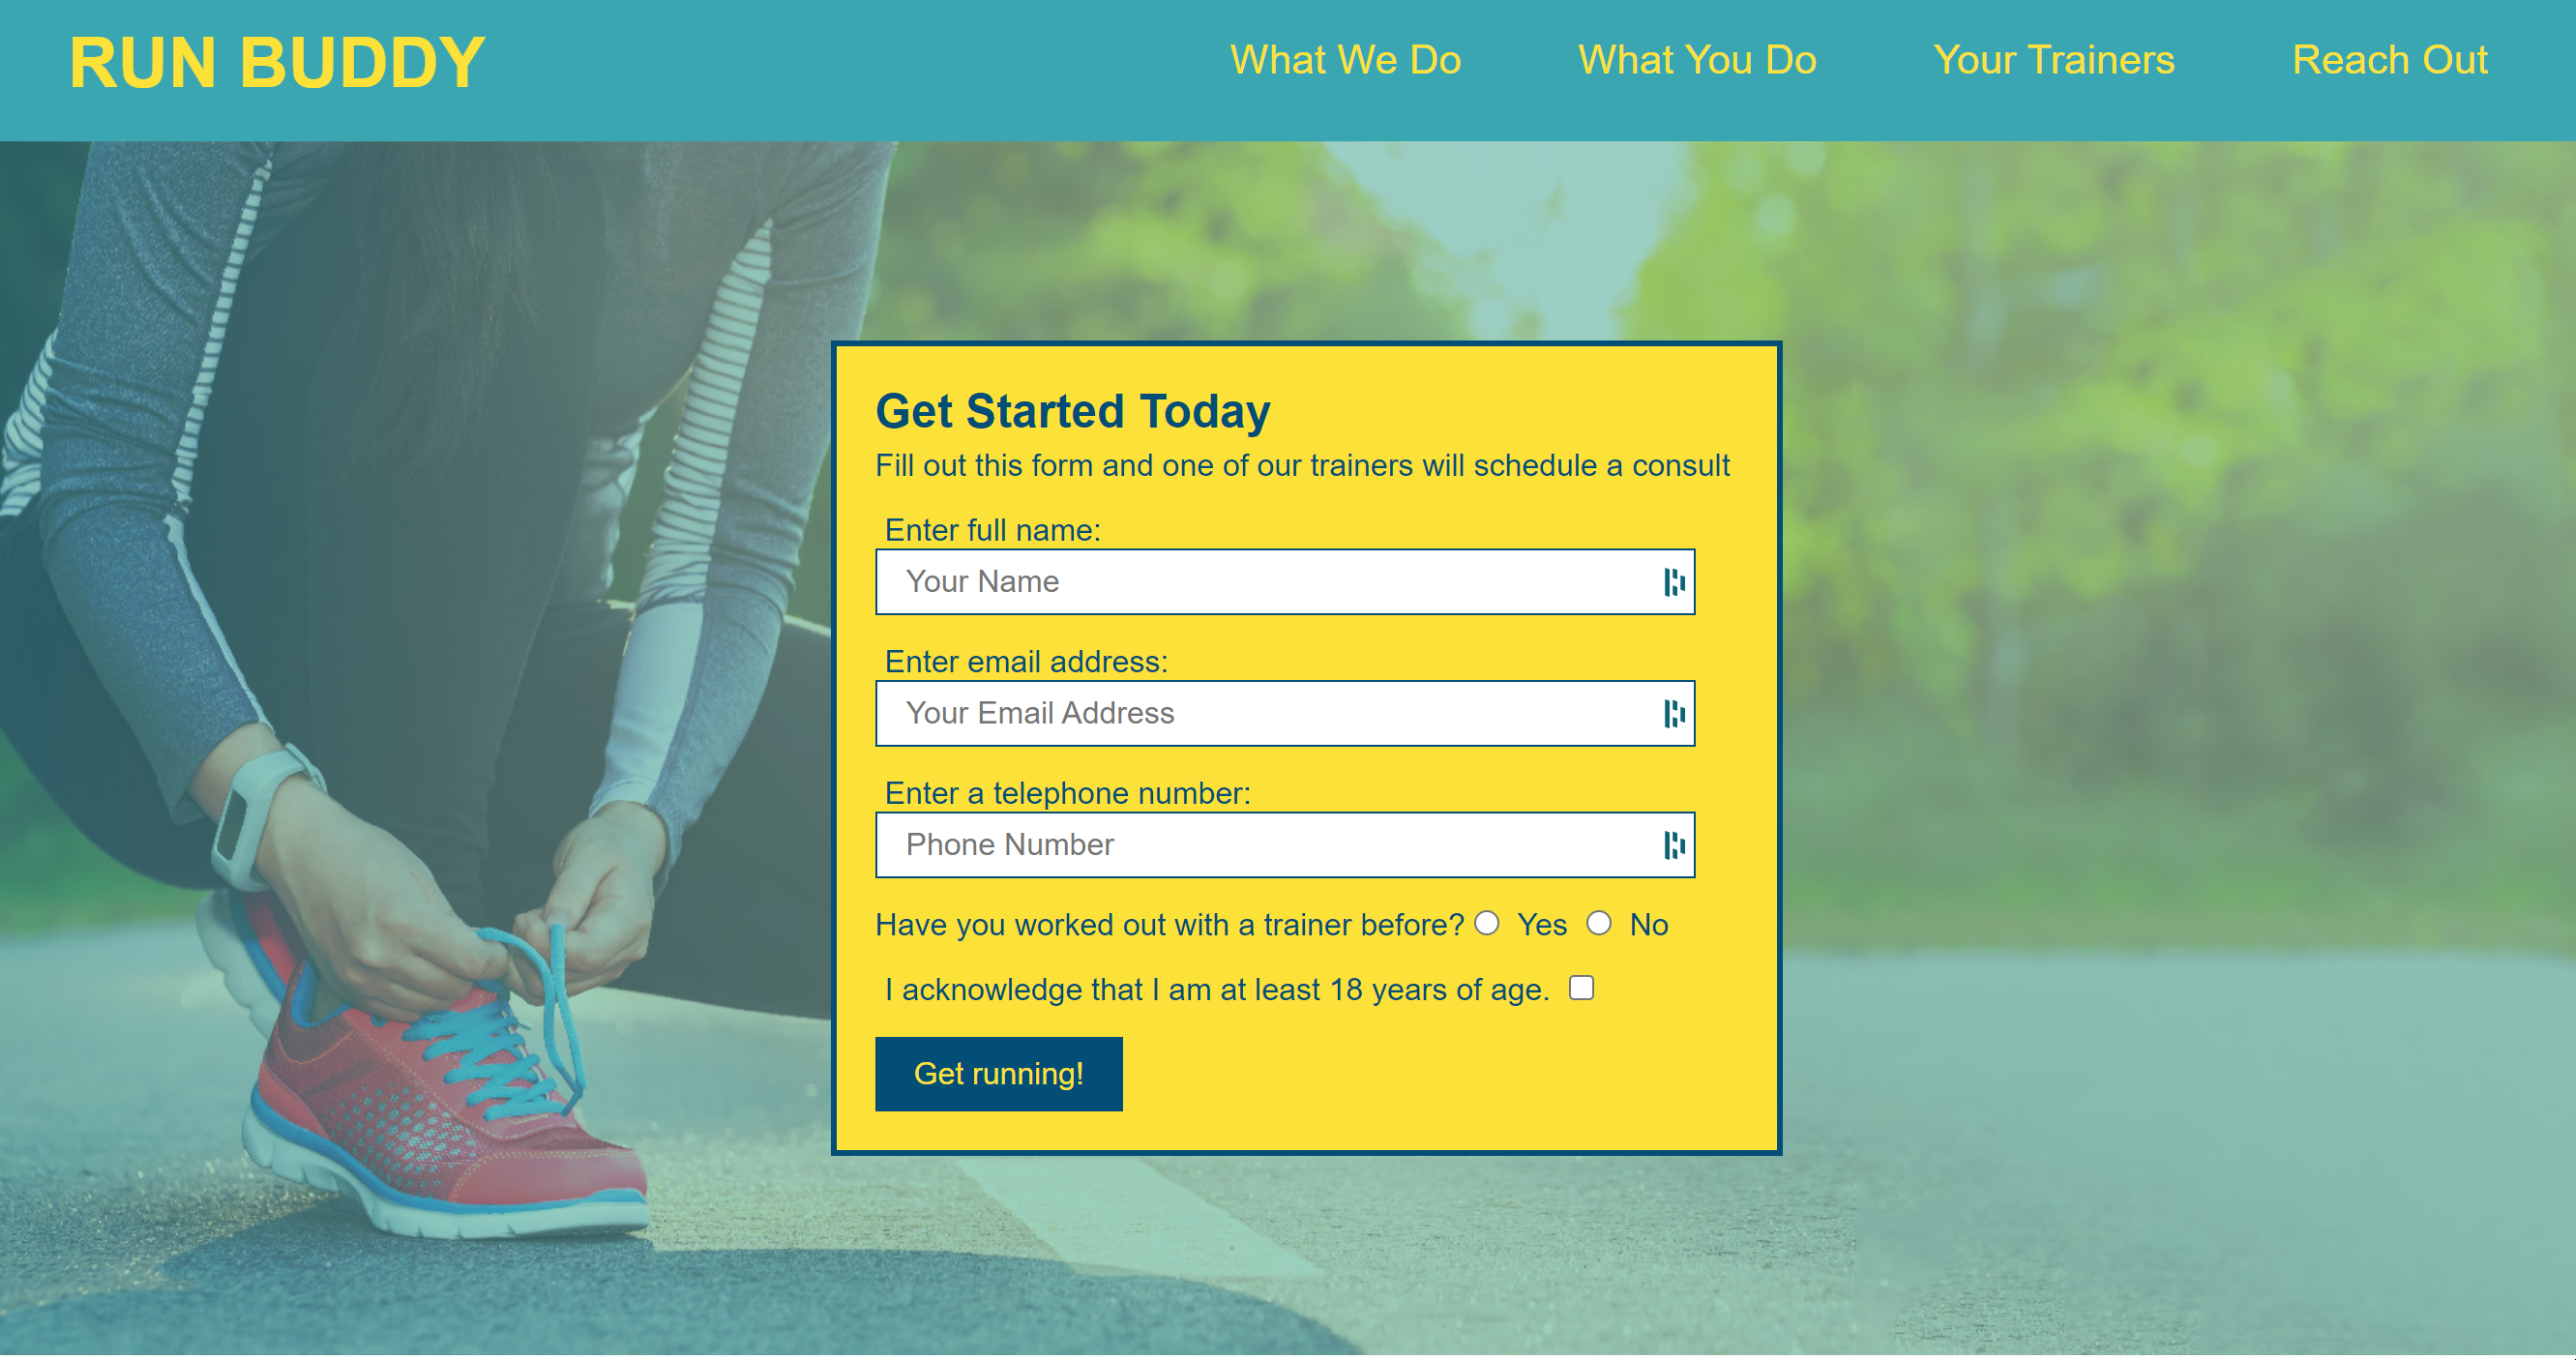 RUN BUDDY
What We Do
What You Do
Your Trainers
Reach Out
Get Started Today
Fill out this form and one of our trainers will schedule a consult
Enter full name:
Your Name
Enter email address:
Your Email Address
Enter a telephone number:
Phone Number
Have you worked out with a trainer before? Yes No
I acknowledge that I am at least 18 years of age.
Get running!